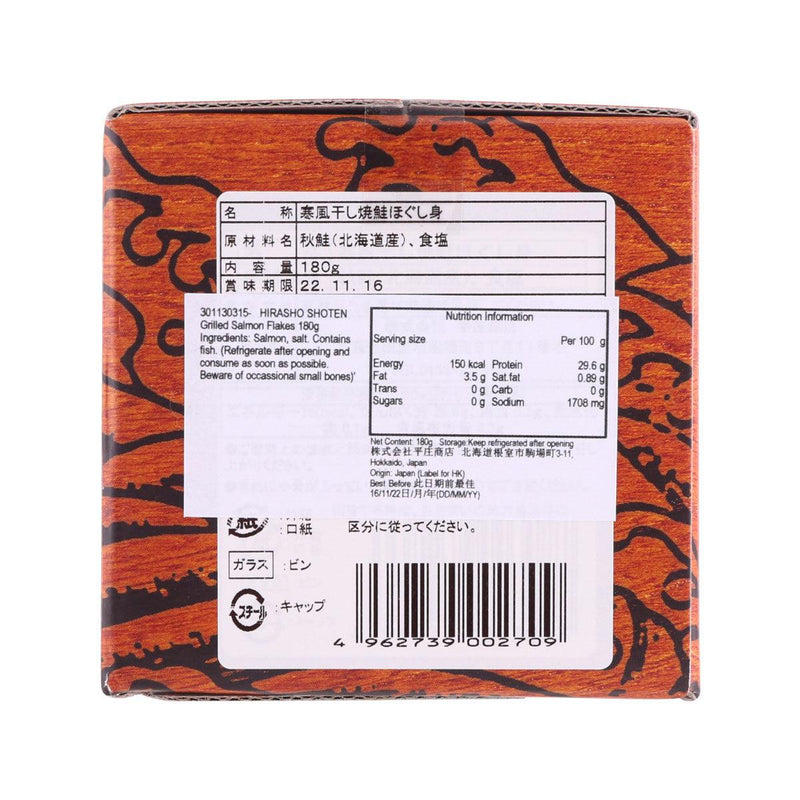 名 称 寒風干し焼鮭ほぐし身
原材料名 秋鮭(北海道産)、食塩
内容量 180g
賞味期限 22.11.16
301130315- HIRASHO SHOTEN
Grilled Salmon Flakes 180g
Ingredients: Salmon, salt. Contains
fish. (Refrigerate after opening and
consume as soon as possible.
Beware of occassional small bones)'
Nutrition Information
Serving size Per 100 g
Energy 150 kcal Protein 29.6 g
Fat 3.5 g Sat.fat 0.89 g
Trans 0 g Carb 0 g
Sugars 0 g Sodium 1708 mg
Net Content: 180g Storage:Keep refrigerated after opening
株式会社平庄商店 北海道根室市駒場町3-11,
Hokkaido, Japan
Origin: Japan (Label for HK)
Best Before 此日期前最佳
16/11/22日/月/年(DD/MM/YY)
紙 :口紙 区分に従ってください。
ガラス :ビン
スチール :キャップ
4 962739 002709